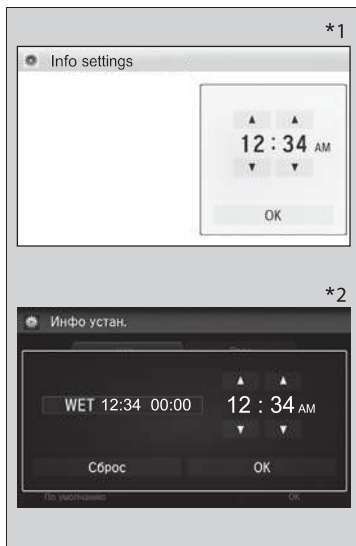 *1
Info settings
▲ ▲
12 : 34 AM
▼ ▼
OK
*2
Инфо устан.
▲ ▲
WET 12:34 00:00 12 : 34 AM
▼ ▼
Сброс OK
По умолчанию OK